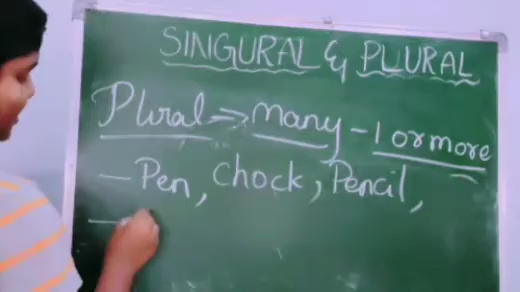 SINGURAL & PLURAL
Plural => many - 1 or more
- Pen, Chock, Pencil,